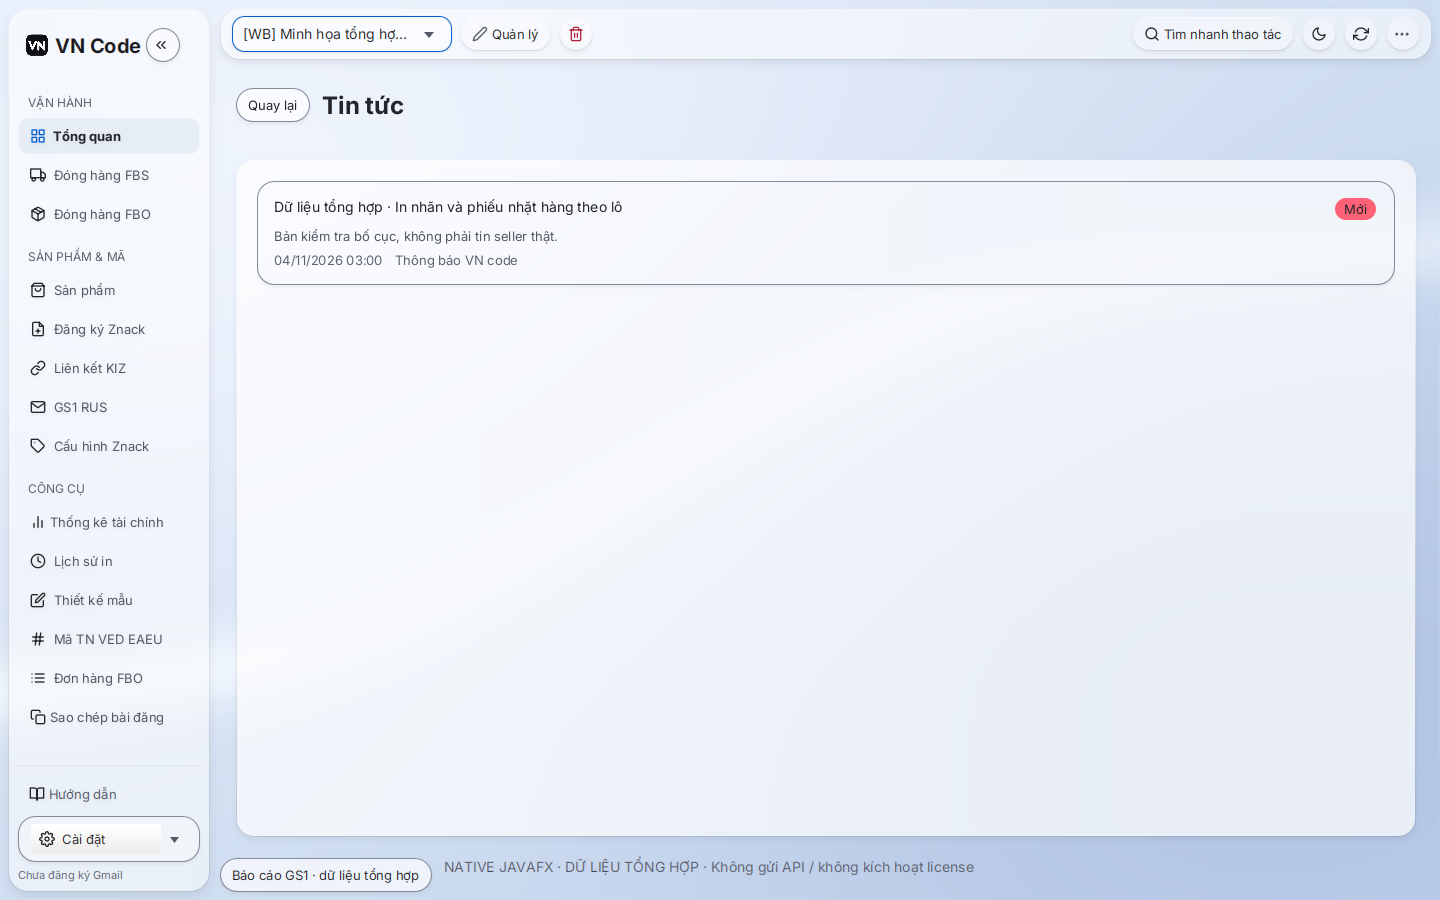 VN Code
VẬN HÀNH
Tổng quan
Đóng hàng FBS
Đóng hàng FBO
SẢN PHẨM & MÃ
Sản phẩm
Đăng ký Znack
Liên kết KIZ
GS1 RUS
Cấu hình Znack
CÔNG CỤ
Thống kê tài chính
Lịch sử in
Thiết kế mẫu
Mã TN VED EAEU
Đơn hàng FBO
Sao chép bài đăng
Hướng dẫn
Cài đặt
Chưa đăng ký Gmail
[WB] Minh họa tổng hợ...
Quản lý
Tìm nhanh thao tác
Quay lại
Tin tức
Dữ liệu tổng hợp · In nhãn và phiếu nhặt hàng theo lô
Mới
Bản kiểm tra bố cục, không phải tin seller thật.
04/11/2026 03:00 Thông báo VN code
Báo cáo GS1 · dữ liệu tổng hợp
NATIVE JAVAFX · DỮ LIỆU TỔNG HỢP · Không gửi API / không kích hoạt license